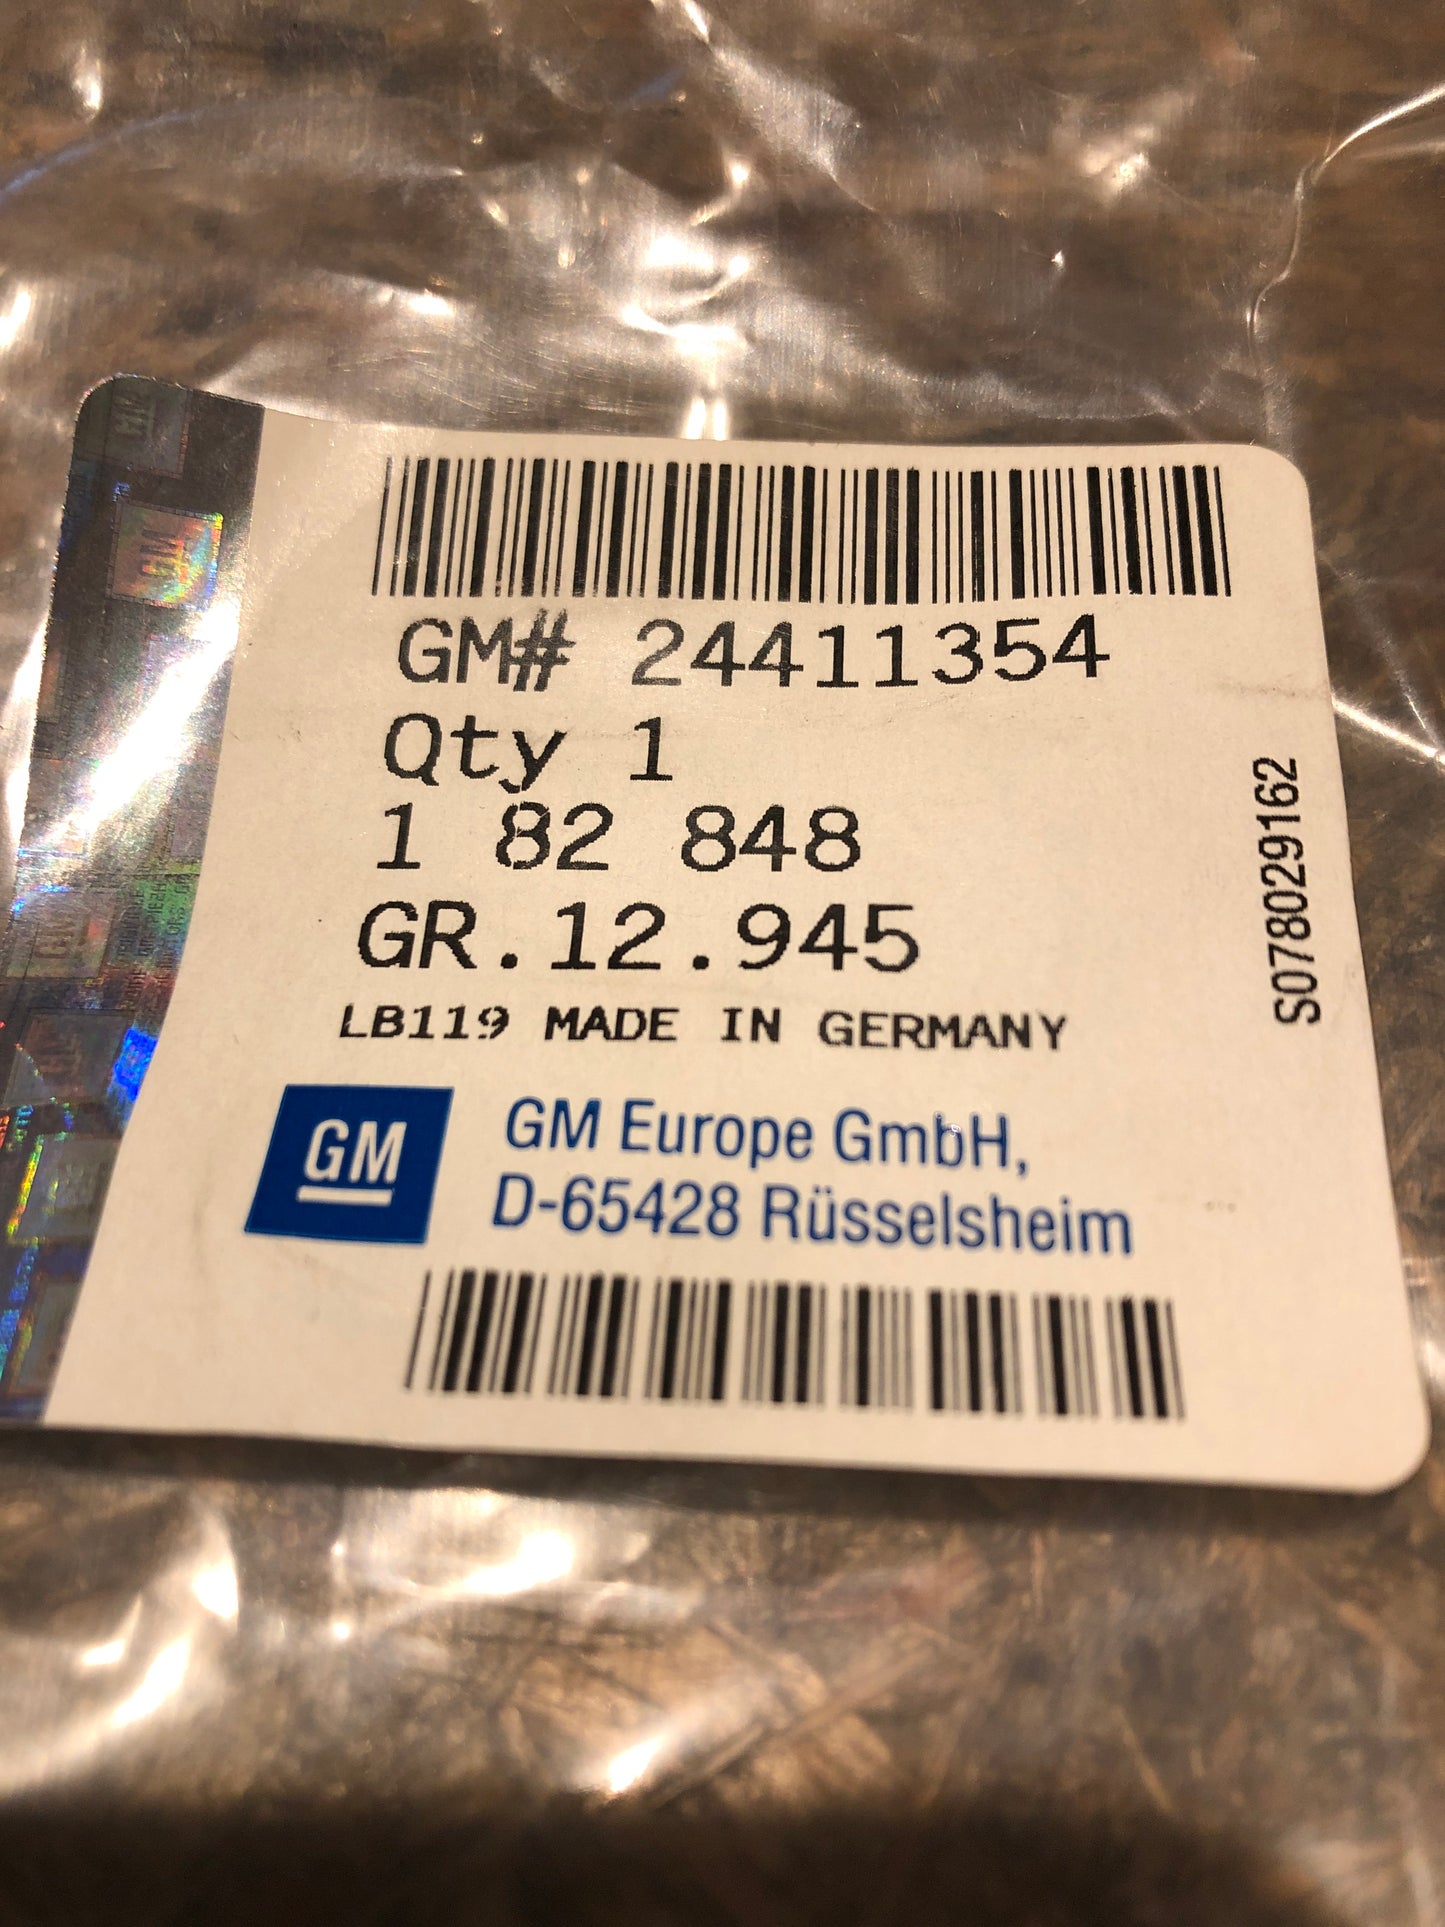 GM# 24411354
Qty 1
1 82 848
GR.12.945
LB119 MADE IN GERMANY
GM
GM Europe GmbH,
D-65428 Rüsselsheim
S078029162
GM